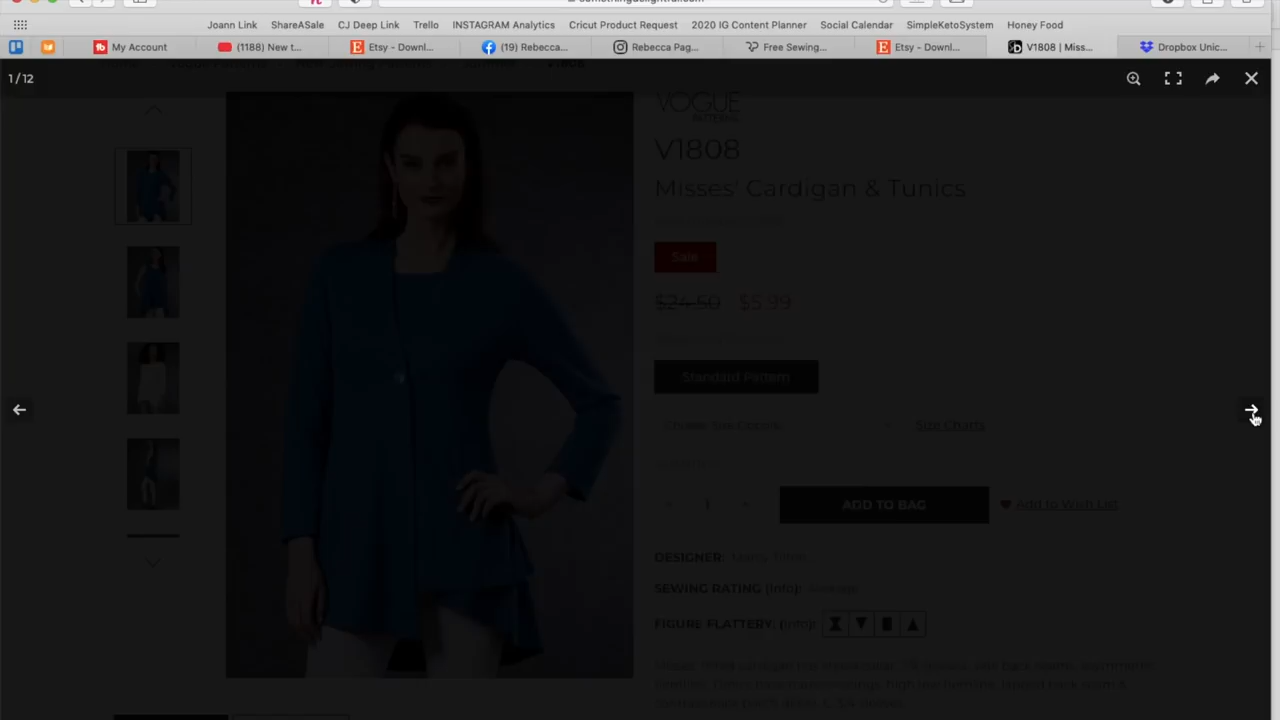 Joann Link ShareASale CJ Deep Link Trello INSTAGRAM Analytics Cricut Product Request 2020 IG Content Planner Social Calendar SimpleKetoSystem Honey Food
My Account (1188) New t... Etsy - Downl... (19) Rebecca... Rebecca Pag... Free Sewing... Etsy - Downl... V1808 | Miss... Dropbox Unic...
1/12
VOGUE
PATTERNS
V1808
Misses' Cardigan & Tunics
Sale
$24.50 $5.99
Standard Pattern
Size Charts
1 ADD TO BAG Add to Wish List
DESIGNER:
SEWING RATING (Info): Average
FIGURE FLATTERY: (Info):